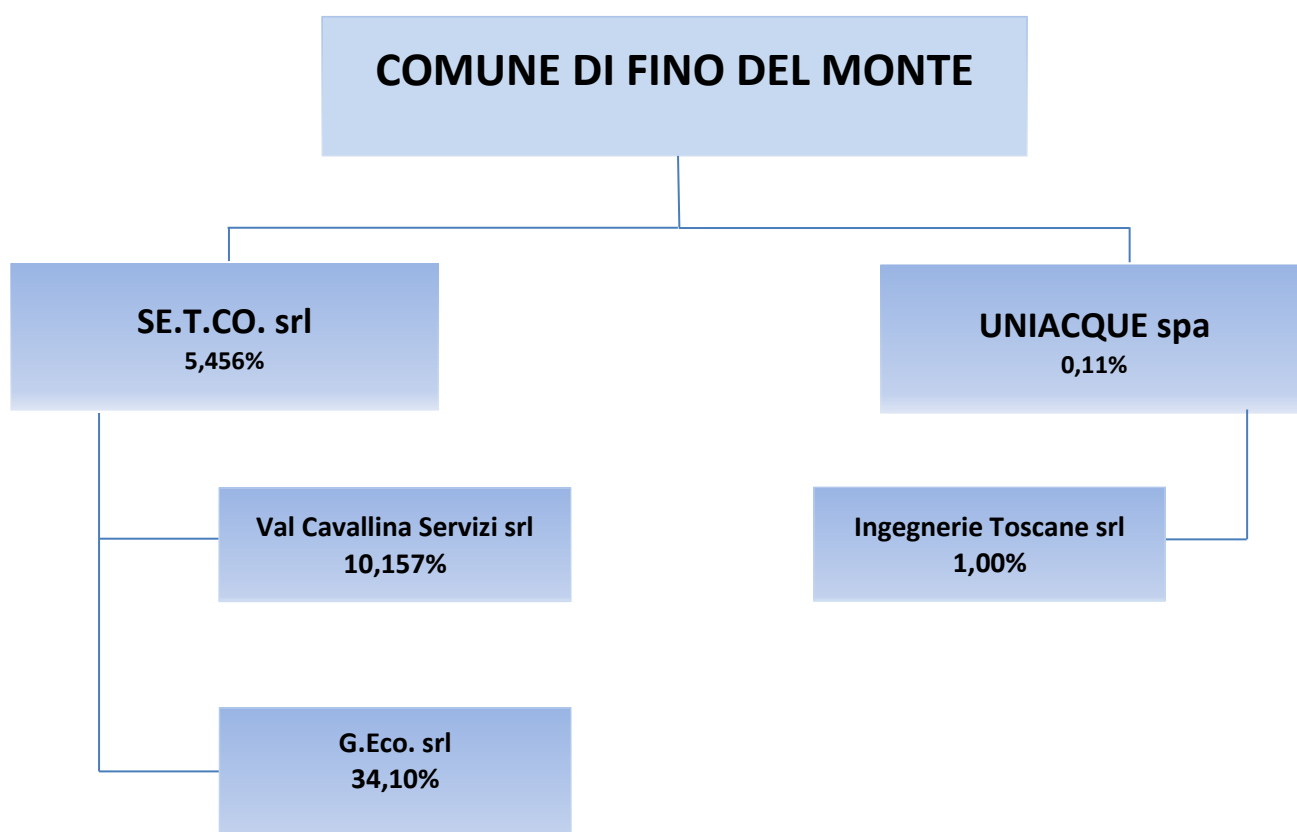 COMUNE DI FINO DEL MONTE
SE.T.CO. srl
5,456%
UNIACQUE spa
0,11%
Val Cavallina Servizi srl
10,157%
Ingegnerie Toscane srl
1,00%
G.Eco. srl
34,10%